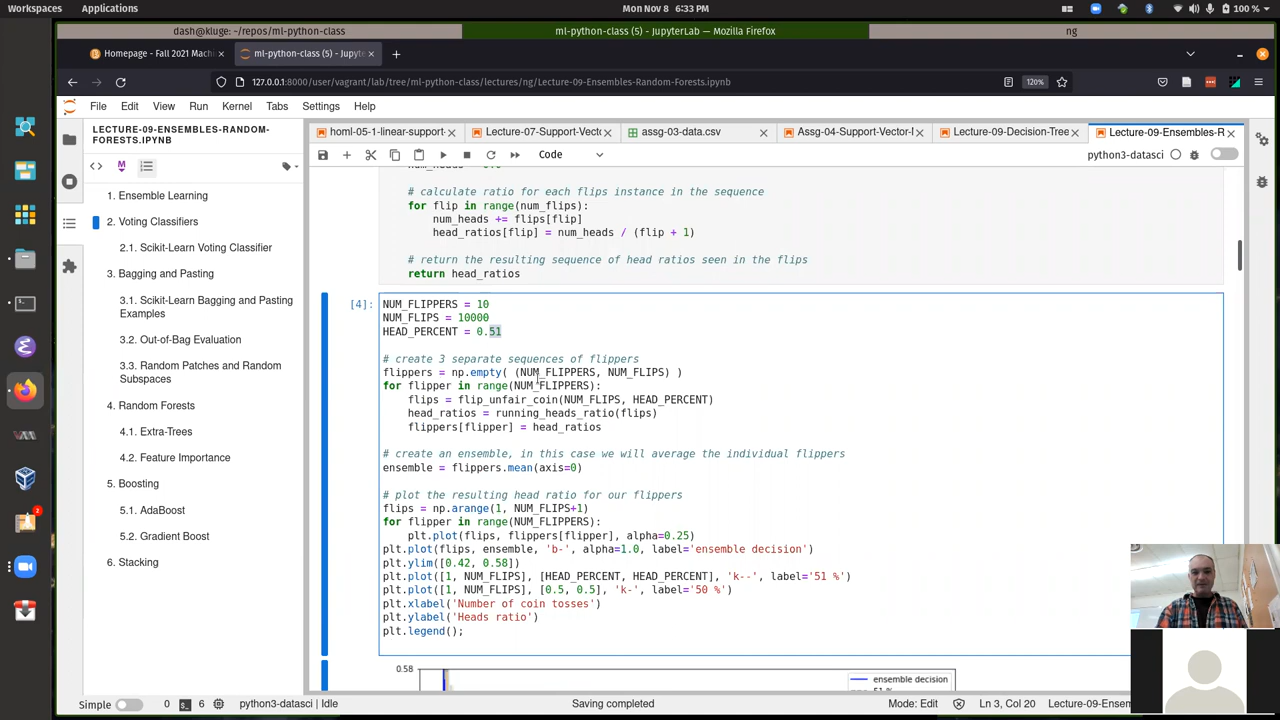 Workspaces Applications Mon Nov 8 6:33 PM 100 %
dash@kluge: ~/repos/ml-python-class ml-python-class (5) - JupyterLab — Mozilla Firefox ng
Homepage - Fall 2021 Machi ml-python-class (5) - Jupyt
127.0.0.1:8000/user/vagrant/lab/tree/ml-python-class/lectures/ng/Lecture-09-Ensembles-Random-Forests.ipynb 120%
File Edit View Run Kernel Tabs Settings Help
LECTURE-09-ENSEMBLES-RANDOM-
FORESTS.IPYNB
1. Ensemble Learning
2. Voting Classifiers
2.1. Scikit-Learn Voting Classifier
3. Bagging and Pasting
3.1. Scikit-Learn Bagging and Pasting
Examples
3.2. Out-of-Bag Evaluation
3.3. Random Patches and Random
Subspaces
4. Random Forests
4.1. Extra-Trees
4.2. Feature Importance
5. Boosting
5.1. AdaBoost
5.2. Gradient Boost
6. Stacking
homl-05-1-linear-support- Lecture-07-Support-Vecto assg-03-data.csv Assg-04-Support-Vector-I Lecture-09-Decision-Tree Lecture-09-Ensembles-R
Code python3-datasci
# calculate ratio for each flips instance in the sequence
for flip in range(num_flips):
num_heads += flips[flip]
head_ratios[flip] = num_heads / (flip + 1)
# return the resulting sequence of head ratios seen in the flips
return head_ratios
[4]: NUM_FLIPPERS = 10
NUM_FLIPS = 10000
HEAD_PERCENT = 0.51
# create 3 separate sequences of flippers
flippers = np.empty( (NUM_FLIPPERS, NUM_FLIPS) )
for flipper in range(NUM_FLIPPERS):
flips = flip_unfair_coin(NUM_FLIPS, HEAD_PERCENT)
head_ratios = running_heads_ratio(flips)
flippers[flipper] = head_ratios
# create an ensemble, in this case we will average the individual flippers
ensemble = flippers.mean(axis=0)
# plot the resulting head ratio for our flippers
flips = np.arange(1, NUM_FLIPS+1)
for flipper in range(NUM_FLIPPERS):
plt.plot(flips, flippers[flipper], alpha=0.25)
plt.plot(flips, ensemble, 'b-', alpha=1.0, label='ensemble decision')
plt.ylim([0.42, 0.58])
plt.plot([1, NUM_FLIPS], [HEAD_PERCENT, HEAD_PERCENT], 'k--', label='51 %')
plt.plot([1, NUM_FLIPS], [0.5, 0.5], 'k-', label='50 %')
plt.xlabel('Number of coin tosses')
plt.ylabel('Heads ratio')
plt.legend();
0.58 ensemble decision
Simple 0 6 python3-datasci | Idle Saving completed Mode: Edit Ln 3, Col 20 Lecture-09-Ensembles-R